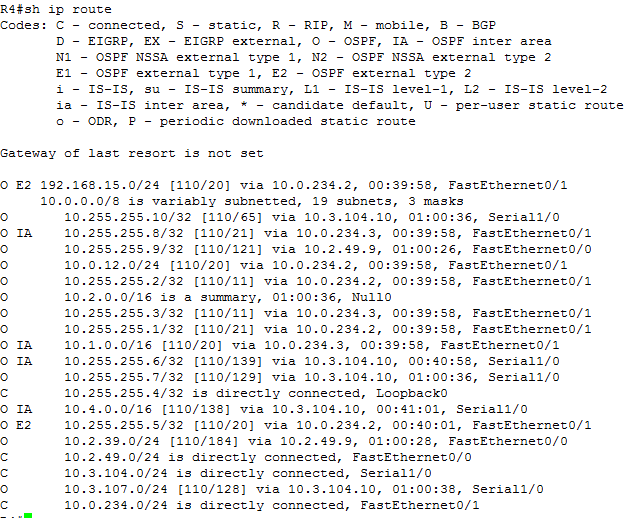 R4#sh ip route
Codes: C - connected, S - static, R - RIP, M - mobile, B - BGP
       D - EIGRP, EX - EIGRP external, O - OSPF, IA - OSPF inter area
       N1 - OSPF NSSA external type 1, N2 - OSPF NSSA external type 2
       E1 - OSPF external type 1, E2 - OSPF external type 2
       i - IS-IS, su - IS-IS summary, L1 - IS-IS level-1, L2 - IS-IS level-2
       ia - IS-IS inter area, * - candidate default, U - per-user static route
       o - ODR, P - periodic downloaded static route

Gateway of last resort is not set

O E2 192.168.15.0/24 [110/20] via 10.0.234.2, 00:39:58, FastEthernet0/1
     10.0.0.0/8 is variably subnetted, 19 subnets, 3 masks
O       10.255.255.10/32 [110/65] via 10.3.104.10, 01:00:36, Serial1/0
O IA    10.255.255.8/32 [110/21] via 10.0.234.3, 00:39:58, FastEthernet0/1
O       10.255.255.9/32 [110/121] via 10.2.49.9, 01:00:26, FastEthernet0/0
O       10.0.12.0/24 [110/20] via 10.0.234.2, 00:39:58, FastEthernet0/1
O       10.255.255.2/32 [110/11] via 10.0.234.2, 00:39:58, FastEthernet0/1
O       10.2.0.0/16 is a summary, 01:00:36, Null0
O       10.255.255.3/32 [110/11] via 10.0.234.3, 00:39:58, FastEthernet0/1
O       10.255.255.1/32 [110/21] via 10.0.234.2, 00:39:58, FastEthernet0/1
O IA    10.1.0.0/16 [110/20] via 10.0.234.3, 00:39:58, FastEthernet0/1
O IA    10.255.255.6/32 [110/139] via 10.3.104.10, 00:40:58, Serial1/0
O       10.255.255.7/32 [110/129] via 10.3.104.10, 01:00:36, Serial1/0
C       10.255.255.4/32 is directly connected, Loopback0
O IA    10.4.0.0/16 [110/138] via 10.3.104.10, 00:41:01, Serial1/0
O E2    10.255.255.5/32 [110/20] via 10.0.234.2, 00:40:01, FastEthernet0/1
O       10.2.39.0/24 [110/184] via 10.2.49.9, 01:00:28, FastEthernet0/0
C       10.2.49.0/24 is directly connected, FastEthernet0/0
C       10.3.104.0/24 is directly connected, Serial1/0
O       10.3.107.0/24 [110/128] via 10.3.104.10, 01:00:38, Serial1/0
C       10.0.234.0/24 is directly connected, FastEthernet0/1
R4#